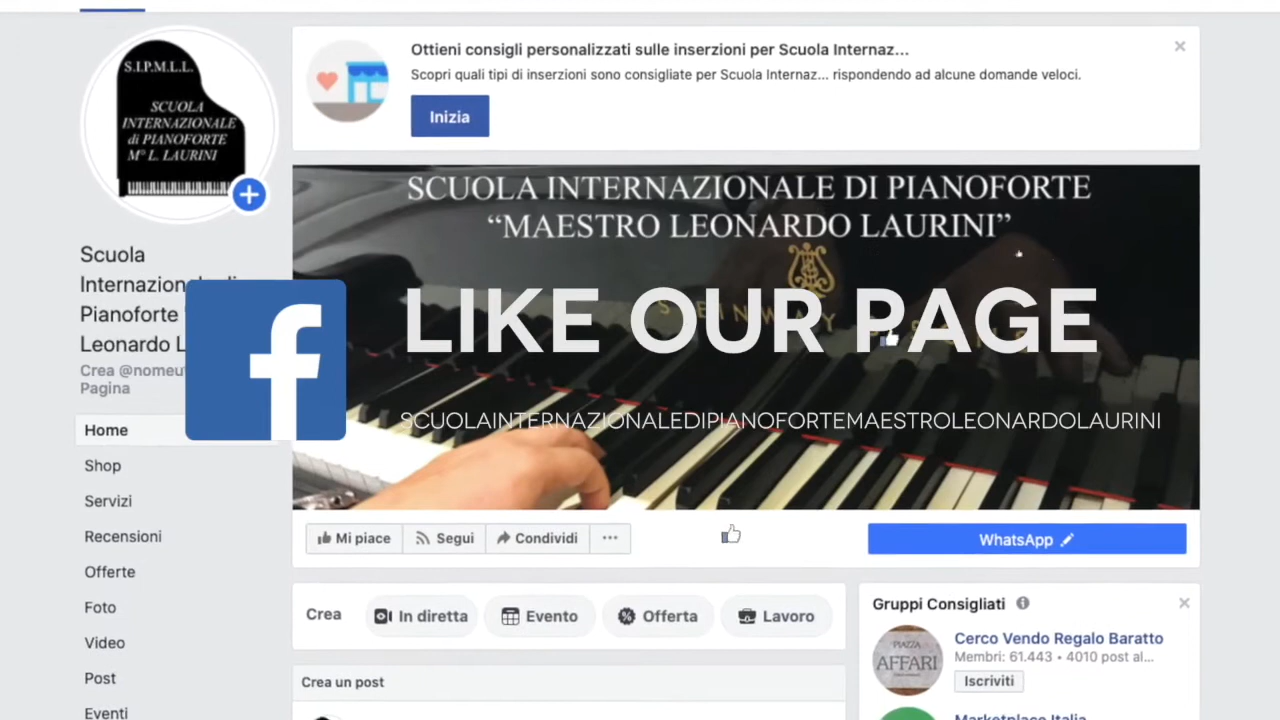 S.I.P.M.L.L.
SCUOLA
INTERNAZIONALE
di PIANOFORTE
M° L. LAURINI
Ottieni consigli personalizzati sulle inserzioni per Scuola Internaz...
Scopri quali tipi di inserzioni sono consigliate per Scuola Internaz... rispondendo ad alcune domande veloci.
Inizia
SCUOLA INTERNAZIONALE DI PIANOFORTE
“MAESTRO LEONARDO LAURINI”
LIKE OUR PAGE
SCUOLAINTERNAZIONALEDIPIANOFORTEMAESTROLEONARDOLAURINI
Scuola
Pianoforte
Leonardo L
Crea
Pagina
Home
Shop
Servizi
Recensioni
Offerte
Foto
Video
Post
Eventi
Mi piace
Segui
Condividi
WhatsApp
Crea
In diretta
Evento
Offerta
Lavoro
Crea un post
Gruppi Consigliati
PIAZZA
AFFARI
Cerco Vendo Regalo Baratto
Membri: 61.443 • 4010 post al...
Iscriviti
Marketplace Italia